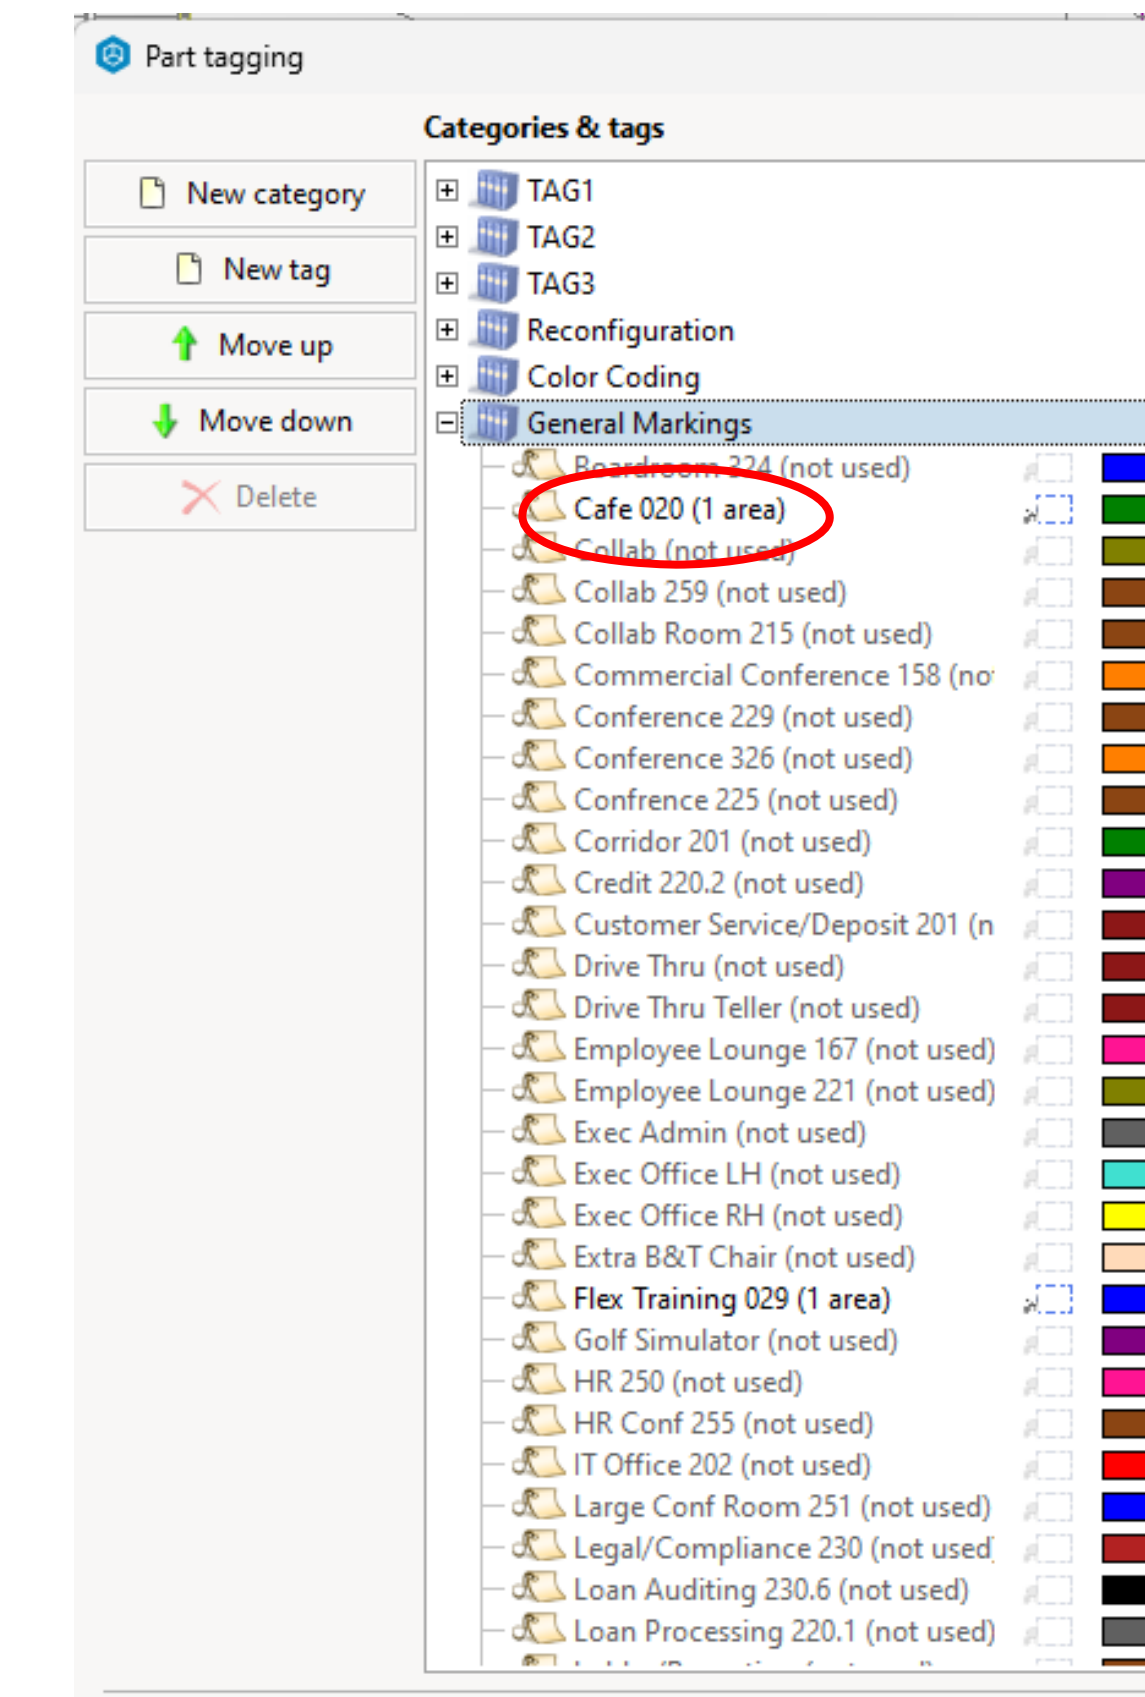 Part tagging
Categories & tags
New category
New tag
Move up
Move down
Delete
TAG1
TAG2
TAG3
Reconfiguration
Color Coding
General Markings
Boardroom 324 (not used)
Cafe 020 (1 area)
Collab (not used)
Collab 259 (not used)
Collab Room 215 (not used)
Commercial Conference 158 (no
Conference 229 (not used)
Conference 326 (not used)
Confrence 225 (not used)
Corridor 201 (not used)
Credit 220.2 (not used)
Customer Service/Deposit 201 (n
Drive Thru (not used)
Drive Thru Teller (not used)
Employee Lounge 167 (not used)
Employee Lounge 221 (not used)
Exec Admin (not used)
Exec Office LH (not used)
Exec Office RH (not used)
Extra B&T Chair (not used)
Flex Training 029 (1 area)
Golf Simulator (not used)
HR 250 (not used)
HR Conf 255 (not used)
IT Office 202 (not used)
Large Conf Room 251 (not used)
Legal/Compliance 230 (not used
Loan Auditing 230.6 (not used)
Loan Processing 220.1 (not used)